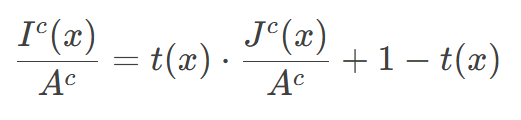 I^c(x)/A^c = t(x) · J^c(x)/A^c + 1 − t(x)